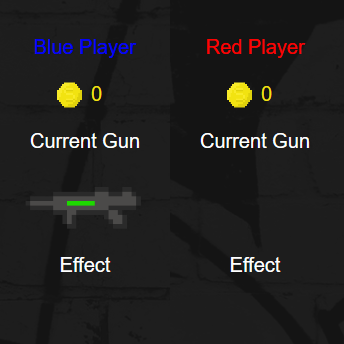 Blue Player
0
Current Gun
Effect
Red Player
0
Current Gun
Effect